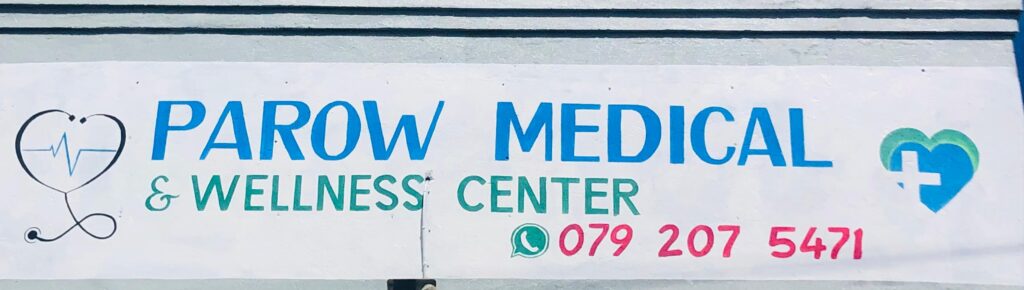 PAROW MEDICAL
& WELLNESS CENTER
079 207 5471